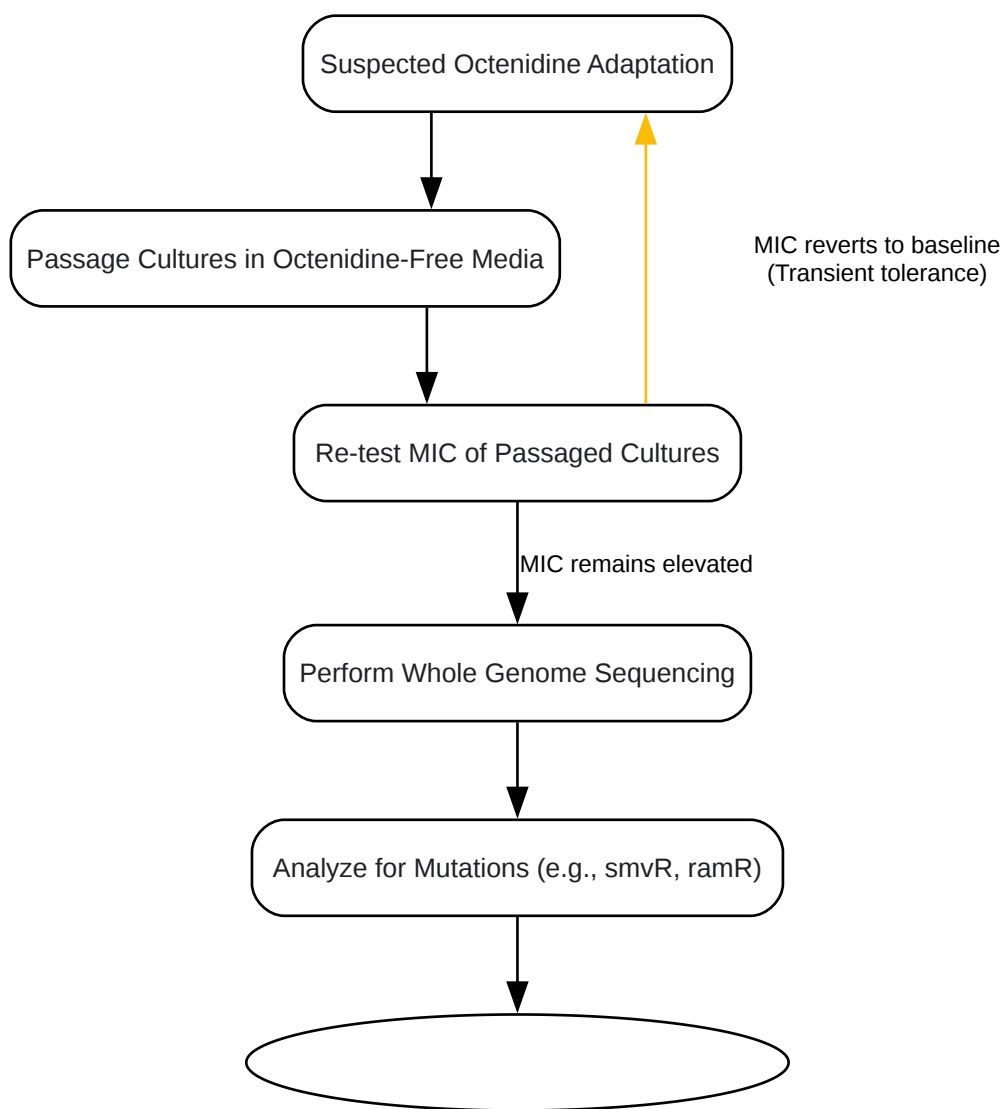 Suspected Octenidine Adaptation
Passage Cultures in Octenidine-Free Media
MIC reverts to baseline
(Transient tolerance)
Re-test MIC of Passaged Cultures
MIC remains elevated
Perform Whole Genome Sequencing
Analyze for Mutations (e.g., smvR, ramR)